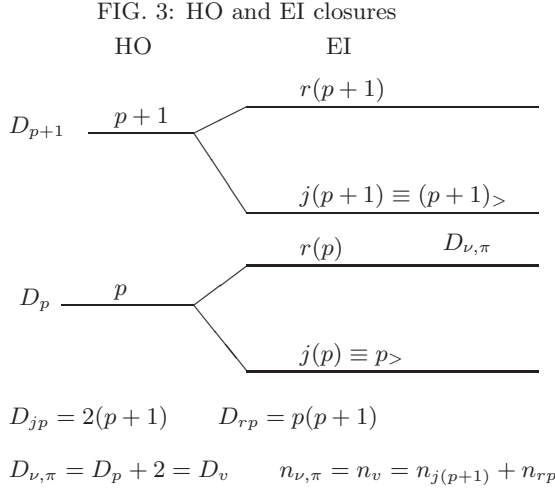 FIG. 3: HO and EI closures
HO EI
r(p+1)
D_{p+1} p+1
j(p+1) ≡ (p+1)_>
r(p) D_{ν,π}
D_p p
j(p) ≡ p_>
D_{jp} = 2(p+1) D_{rp} = p(p+1)
D_{ν,π} = D_p + 2 = D_v n_{ν,π} = n_v = n_{j(p+1)} + n_{rp}